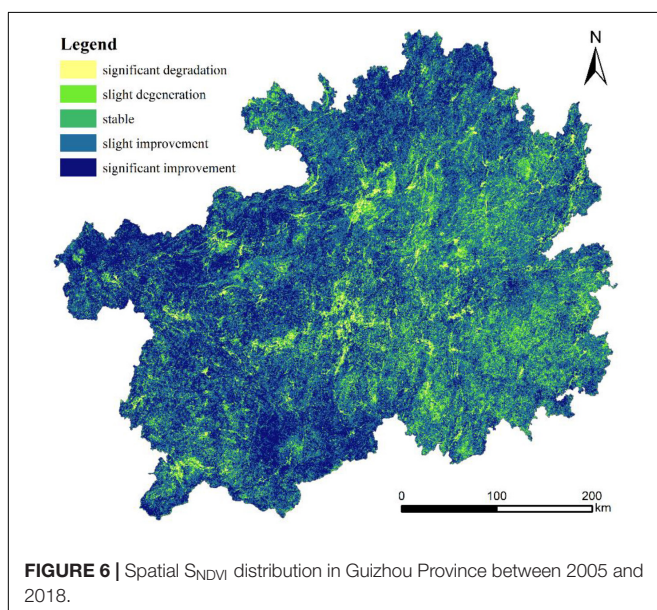 Legend
significant degradation
slight degeneration
stable
slight improvement
significant improvement
N
0 100 200
km
FIGURE 6 | Spatial SNDVI distribution in Guizhou Province between 2005 and
2018.